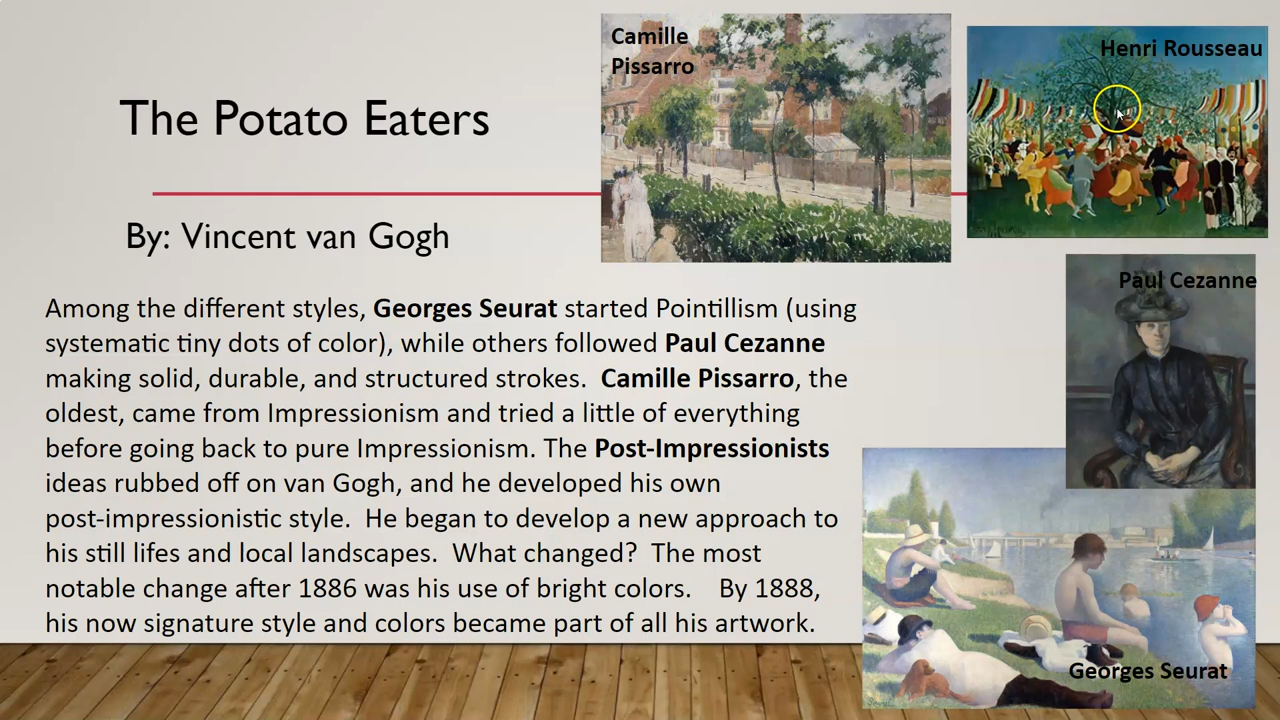 The Potato Eaters
By: Vincent van Gogh
Camille
Pissarro
Henri Rousseau
Paul Cezanne
Among the different styles, Georges Seurat started Pointillism (using
systematic tiny dots of color), while others followed Paul Cezanne
making solid, durable, and structured strokes.  Camille Pissarro, the
oldest, came from Impressionism and tried a little of everything
before going back to pure Impressionism. The Post-Impressionists
ideas rubbed off on van Gogh, and he developed his own
post-impressionistic style.  He began to develop a new approach to
his still lifes and local landscapes.  What changed?  The most
notable change after 1886 was his use of bright colors.    By 1888,
his now signature style and colors became part of all his artwork.
Georges Seurat